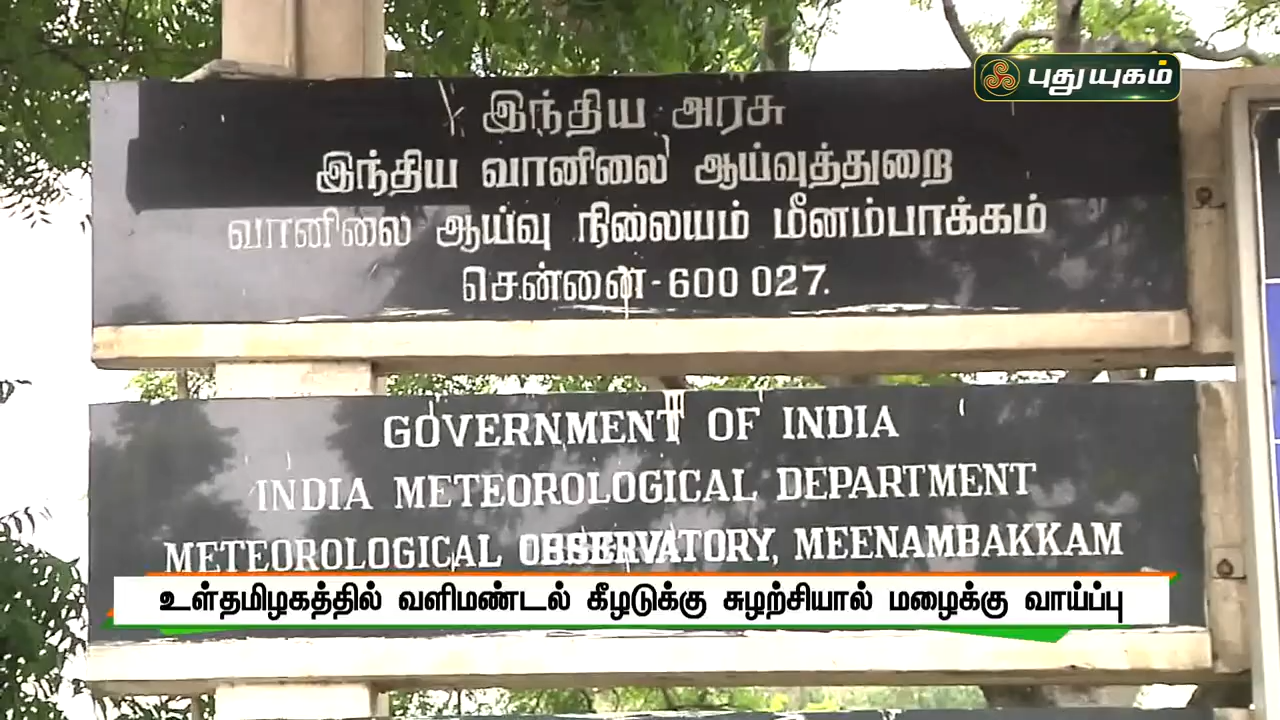 புதுயுகம்
இந்திய அரசு
இந்திய வானிலை ஆய்வுத்துறை
வானிலை ஆய்வு நிலையம் மீனம்பாக்கம்
சென்னை-600 027.
GOVERNMENT OF INDIA
INDIA METEOROLOGICAL DEPARTMENT
METEOROLOGICAL OBSERVATORY, MEENAMBAKKAM
உள்தமிழகத்தில் வளிமண்டல் கீழடுக்கு சுழற்சியால் மழைக்கு வாய்ப்பு